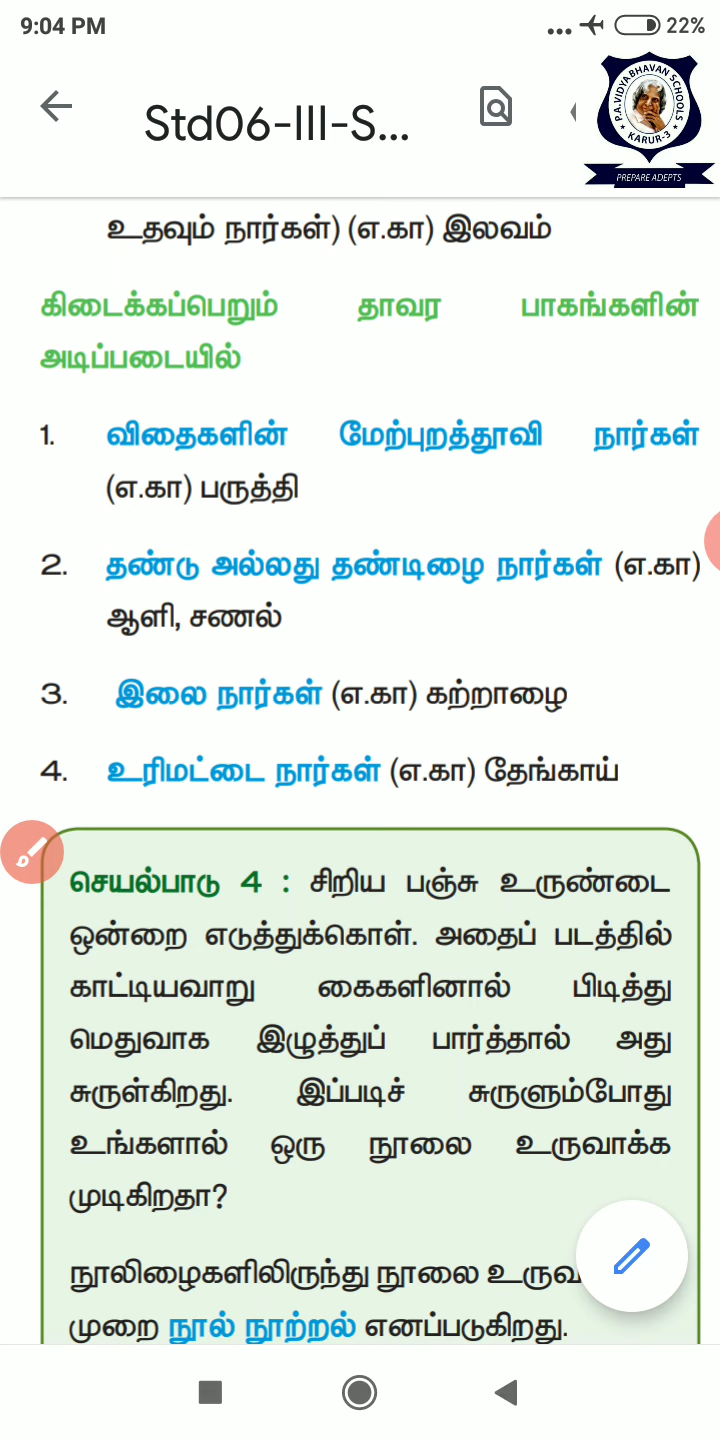 9:04 PM
22%
Std06-III-S...
P.A.VIDYA BHAVAN SCHOOLS
KARUR-3
PREPARE ADEPTS
உதவும் நார்கள்) (எ.கா) இலவம்
கிடைக்கப்பெறும் தாவர பாகங்களின்
அடிப்படையில்
1. விதைகளின் மேற்புறத்தூவி நார்கள்
(எ.கா) பருத்தி
2. தண்டு அல்லது தண்டிழை நார்கள் (எ.கா)
ஆளி, சணல்
3. இலை நார்கள் (எ.கா) கற்றாழை
4. உரிமட்டை நார்கள் (எ.கா) தேங்காய்
செயல்பாடு 4 : சிறிய பஞ்சு உருண்டை
ஒன்றை எடுத்துக்கொள். அதைப் படத்தில்
காட்டியவாறு கைகளினால் பிடித்து
மெதுவாக இழுத்துப் பார்த்தால் அது
சுருள்கிறது. இப்படிச் சுருளும்போது
உங்களால் ஒரு நூலை உருவாக்க
முடிகிறதா?
நூலிழைகளிலிருந்து நூலை
முறை நூல் நூற்றல் எனப்படுகிறது.